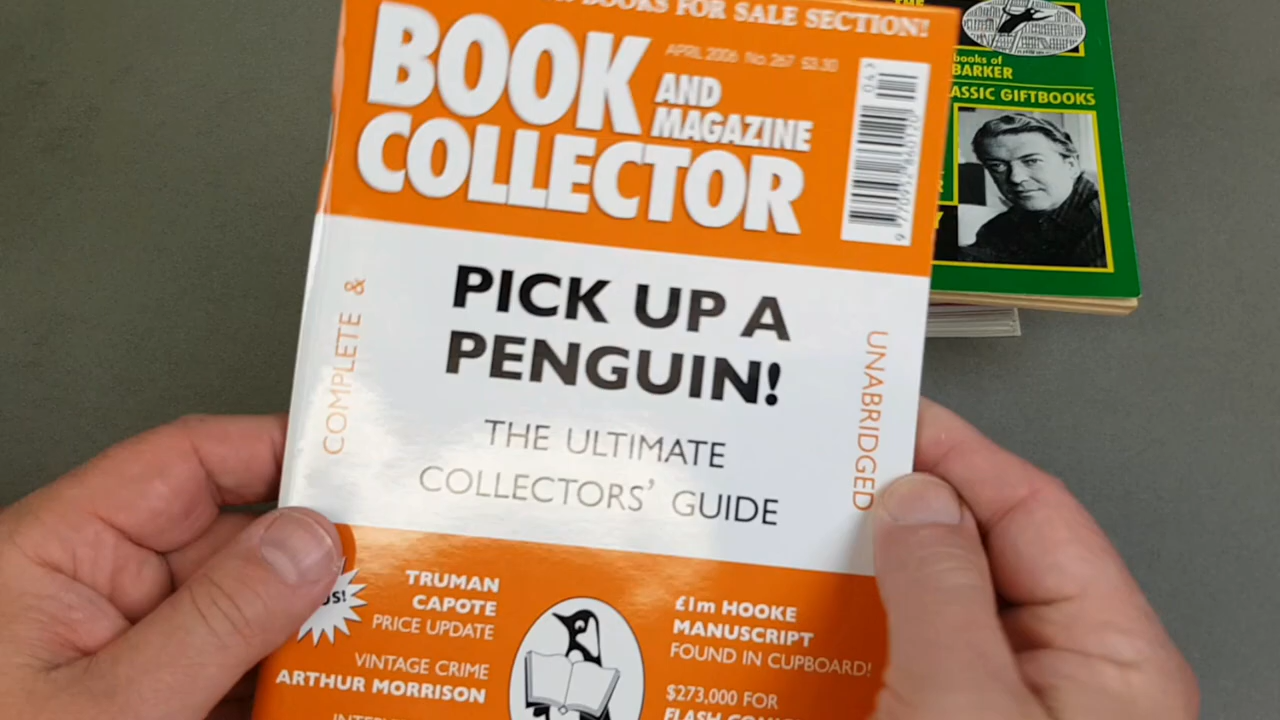 BOOKS FOR SALE SECTION!
BOOK
AND
MAGAZINE
COLLECTOR
APRIL 2006 No. 267 £3.30
04
PICK UP A
PENGUIN!
THE ULTIMATE
COLLECTORS' GUIDE
COMPLETE &
UNABRIDGED
TRUMAN
CAPOTE
PRICE UPDATE
VINTAGE CRIME
ARTHUR MORRISON
£1m HOOKE
MANUSCRIPT
FOUND IN CUPBOARD!
$273,000 FOR
THE
books of
BARKER
GIFTBOOKS